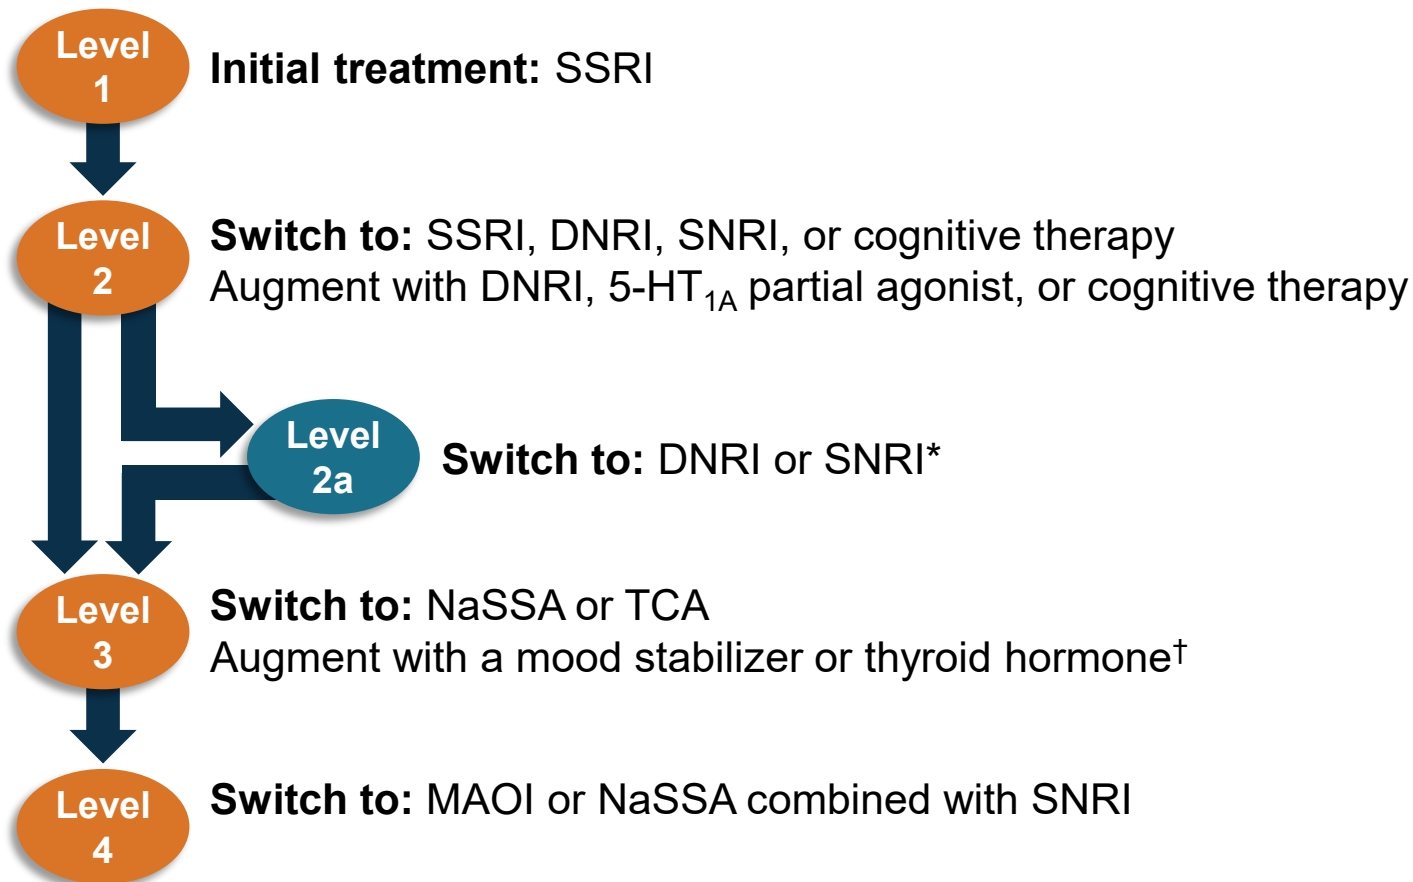 Level
1
Initial treatment: SSRI
Level
2
Switch to: SSRI, DNRI, SNRI, or cognitive therapy
Augment with DNRI, 5-HT₁ₐ partial agonist, or cognitive therapy
Level
2a
Switch to: DNRI or SNRI*
Level
3
Switch to: NaSSA or TCA
Augment with a mood stabilizer or thyroid hormone†
Level
4
Switch to: MAOI or NaSSA combined with SNRI